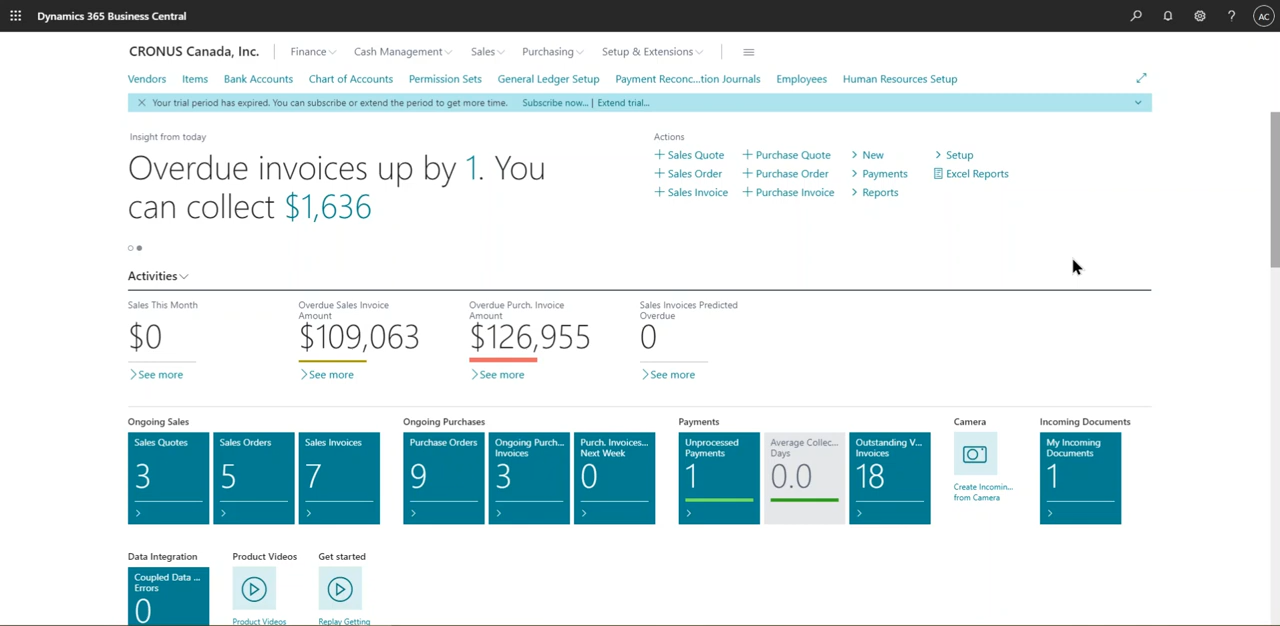 Dynamics 365 Business Central
?
AC
CRONUS Canada, Inc.
Finance
Cash Management
Sales
Purchasing
Setup & Extensions
Vendors
Items
Bank Accounts
Chart of Accounts
Permission Sets
General Ledger Setup
Payment Reconc...tion Journals
Employees
Human Resources Setup
Your trial period has expired. You can subscribe or extend the period to get more time. Subscribe now... | Extend trial...
Insight from today
Overdue invoices up by 1. You
can collect $1,636
Actions
+ Sales Quote
+ Sales Order
+ Sales Invoice
+ Purchase Quote
+ Purchase Order
+ Purchase Invoice
> New
> Payments
> Reports
> Setup
Excel Reports
Activities
Sales This Month
$0
> See more
Overdue Sales Invoice
Amount
$109,063
> See more
Overdue Purch. Invoice
Amount
$126,955
> See more
Sales Invoices Predicted
Overdue
0
> See more
Ongoing Sales
Sales Quotes
3
Sales Orders
5
Sales Invoices
7
Ongoing Purchases
Purchase Orders
9
Ongoing Purch...
Invoices
3
Purch. Invoices...
Next Week
0
Payments
Unprocessed
Payments
1
Average Collec...
Days
0.0
Outstanding V...
Invoices
18
Camera
Create Incomin...
from Camera
Incoming Documents
My Incoming
Documents
1
Data Integration
Coupled Data ...
Errors
0
Product Videos
Product Videos
Get started
Replay Getting